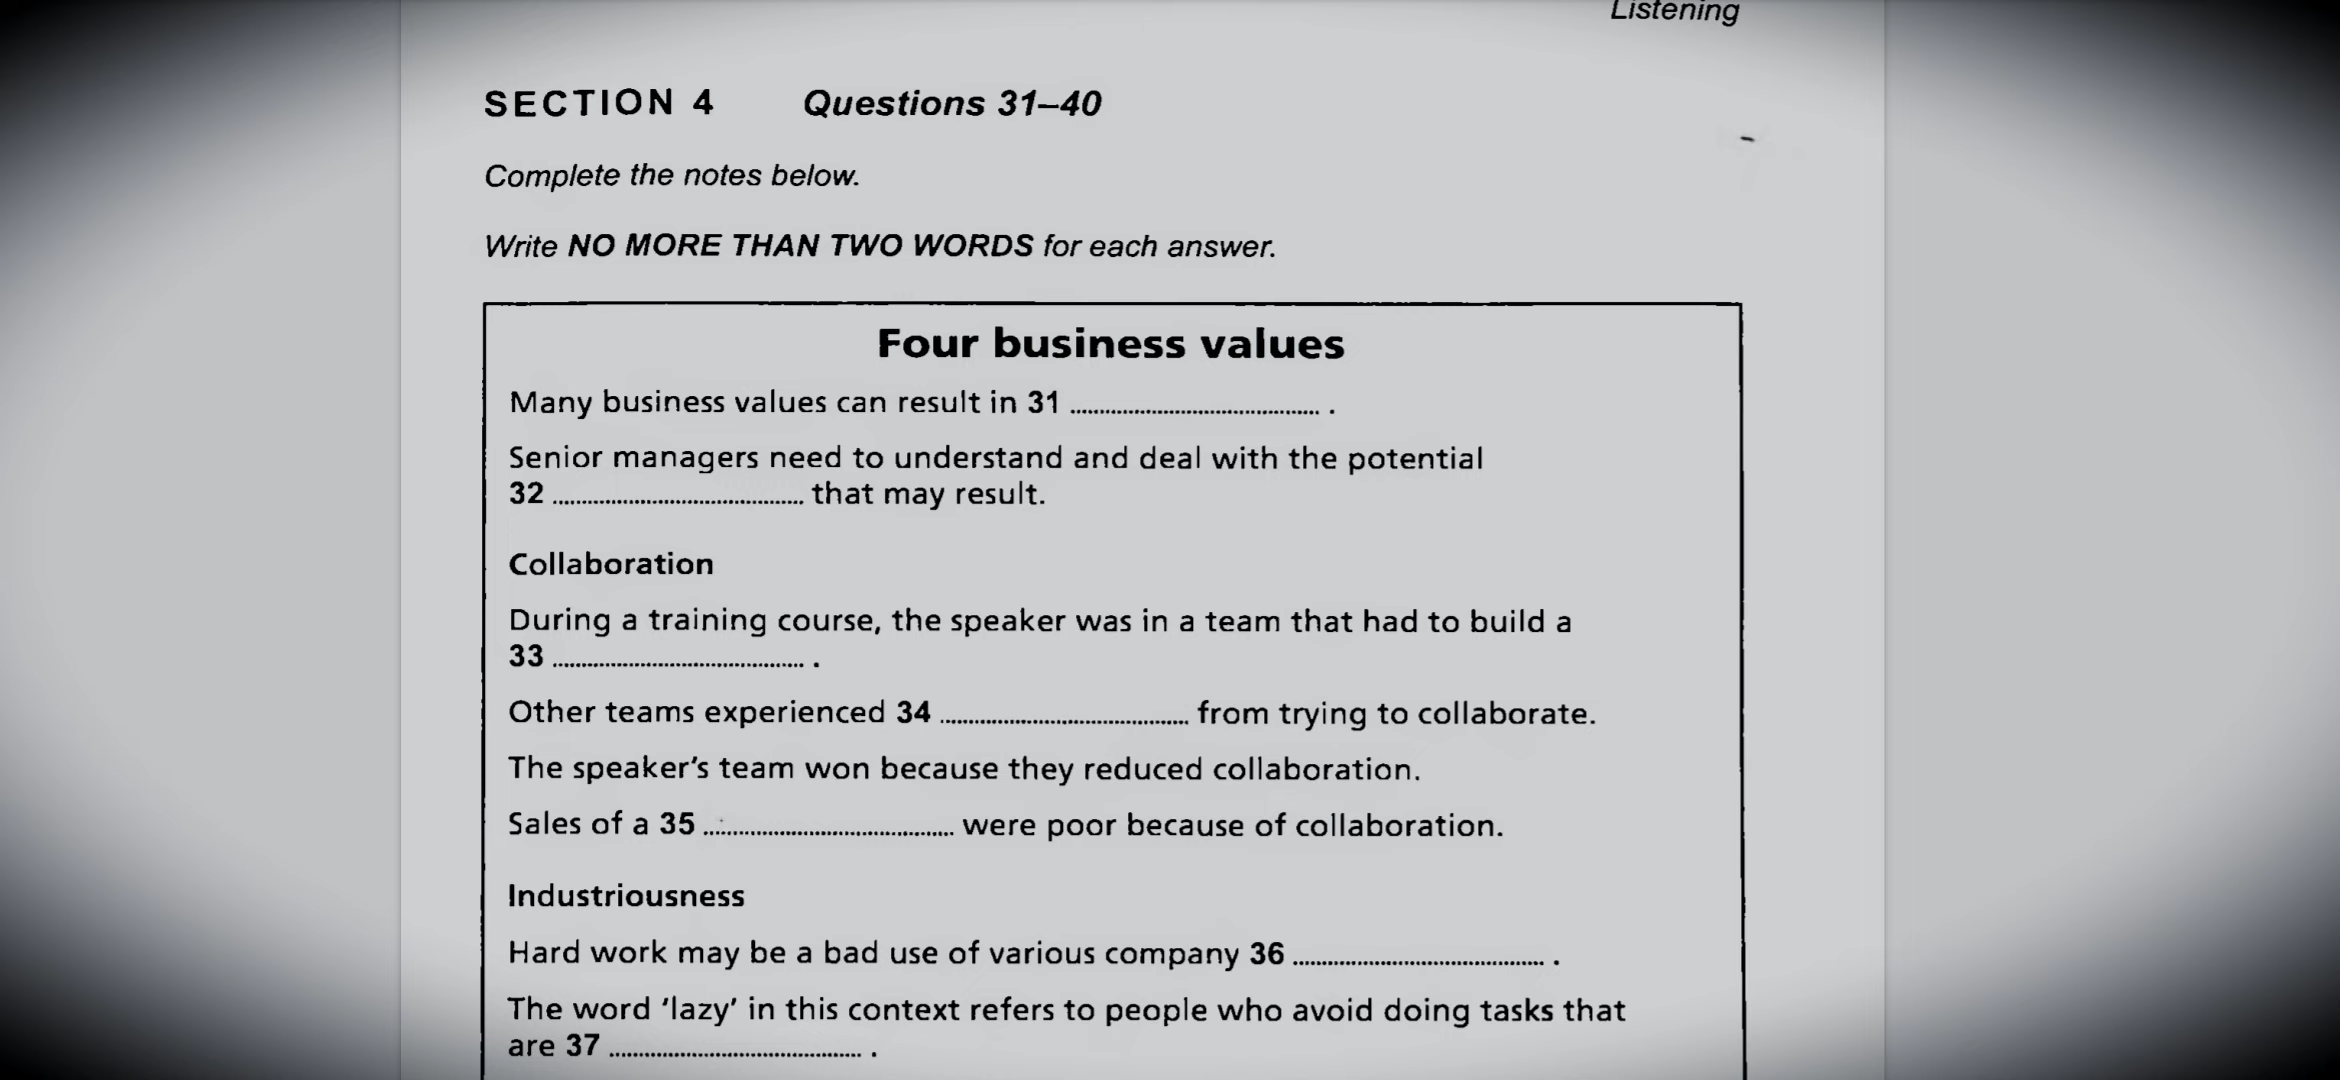 Listening
SECTION 4 Questions 31–40
Complete the notes below.
Write NO MORE THAN TWO WORDS for each answer.
Four business values
Many business values can result in 31 ........................................ .
Senior managers need to understand and deal with the potential
32 ........................................ that may result.
Collaboration
During a training course, the speaker was in a team that had to build a
33 ........................................ .
Other teams experienced 34 ........................................ from trying to collaborate.
The speaker’s team won because they reduced collaboration.
Sales of a 35 ........................................ were poor because of collaboration.
Industriousness
Hard work may be a bad use of various company 36 ........................................ .
The word ‘lazy’ in this context refers to people who avoid doing tasks that
are 37 ........................................ .